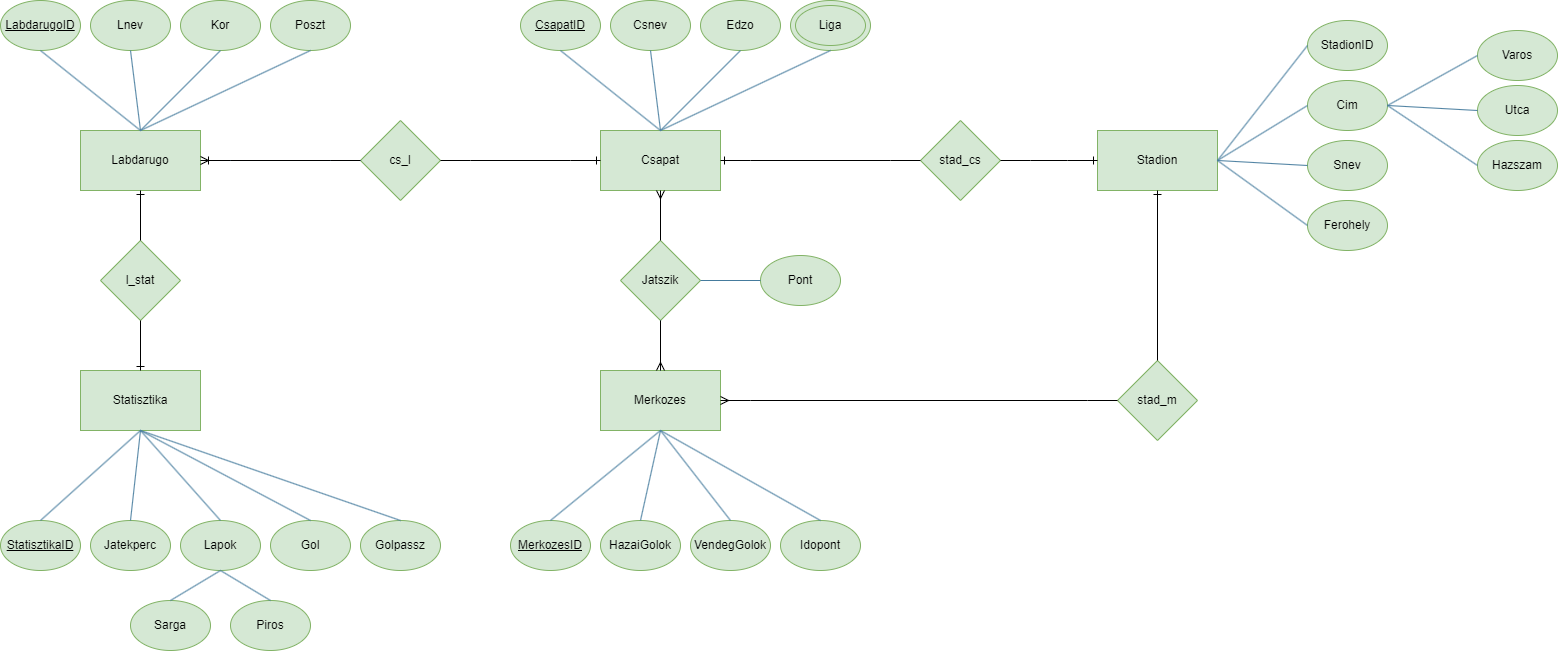 LabdarugoID
Lnev
Kor
Poszt
CsapatID
Csnev
Edzo
Liga
StadionID
Varos
Cim
Utca
Labdarugo
cs_l
Csapat
stad_cs
Stadion
Snev
Hazszam
Ferohely
l_stat
Jatszik
Pont
Statisztika
Merkozes
stad_m
StatisztikaID
Jatekperc
Lapok
Gol
Golpassz
MerkozesID
HazaiGolok
VendegGolok
Idopont
Sarga
Piros